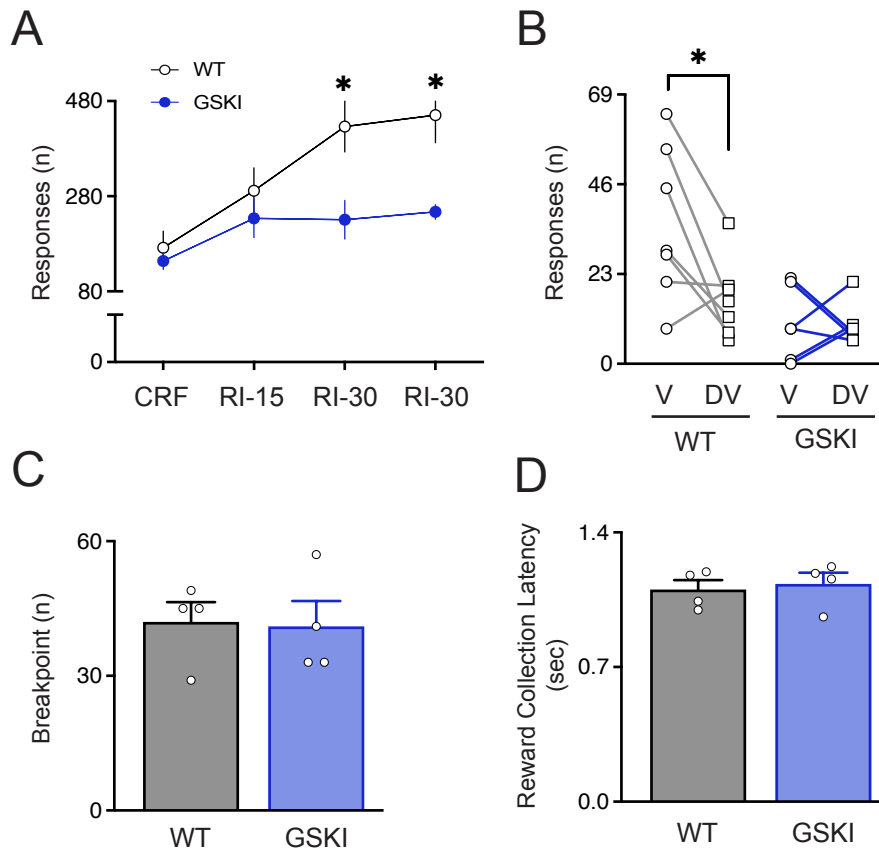 A
WT
GSKI
Responses (n)
480
280
80
0
* *
CRF RI-15 RI-30 RI-30
B
*
Responses (n)
69
46
23
0
V DV V DV
WT GSKI
C
Breakpoint (n)
60
30
0
WT GSKI
D
Reward Collection Latency
(sec)
1.4
0.7
0.0
WT GSKI